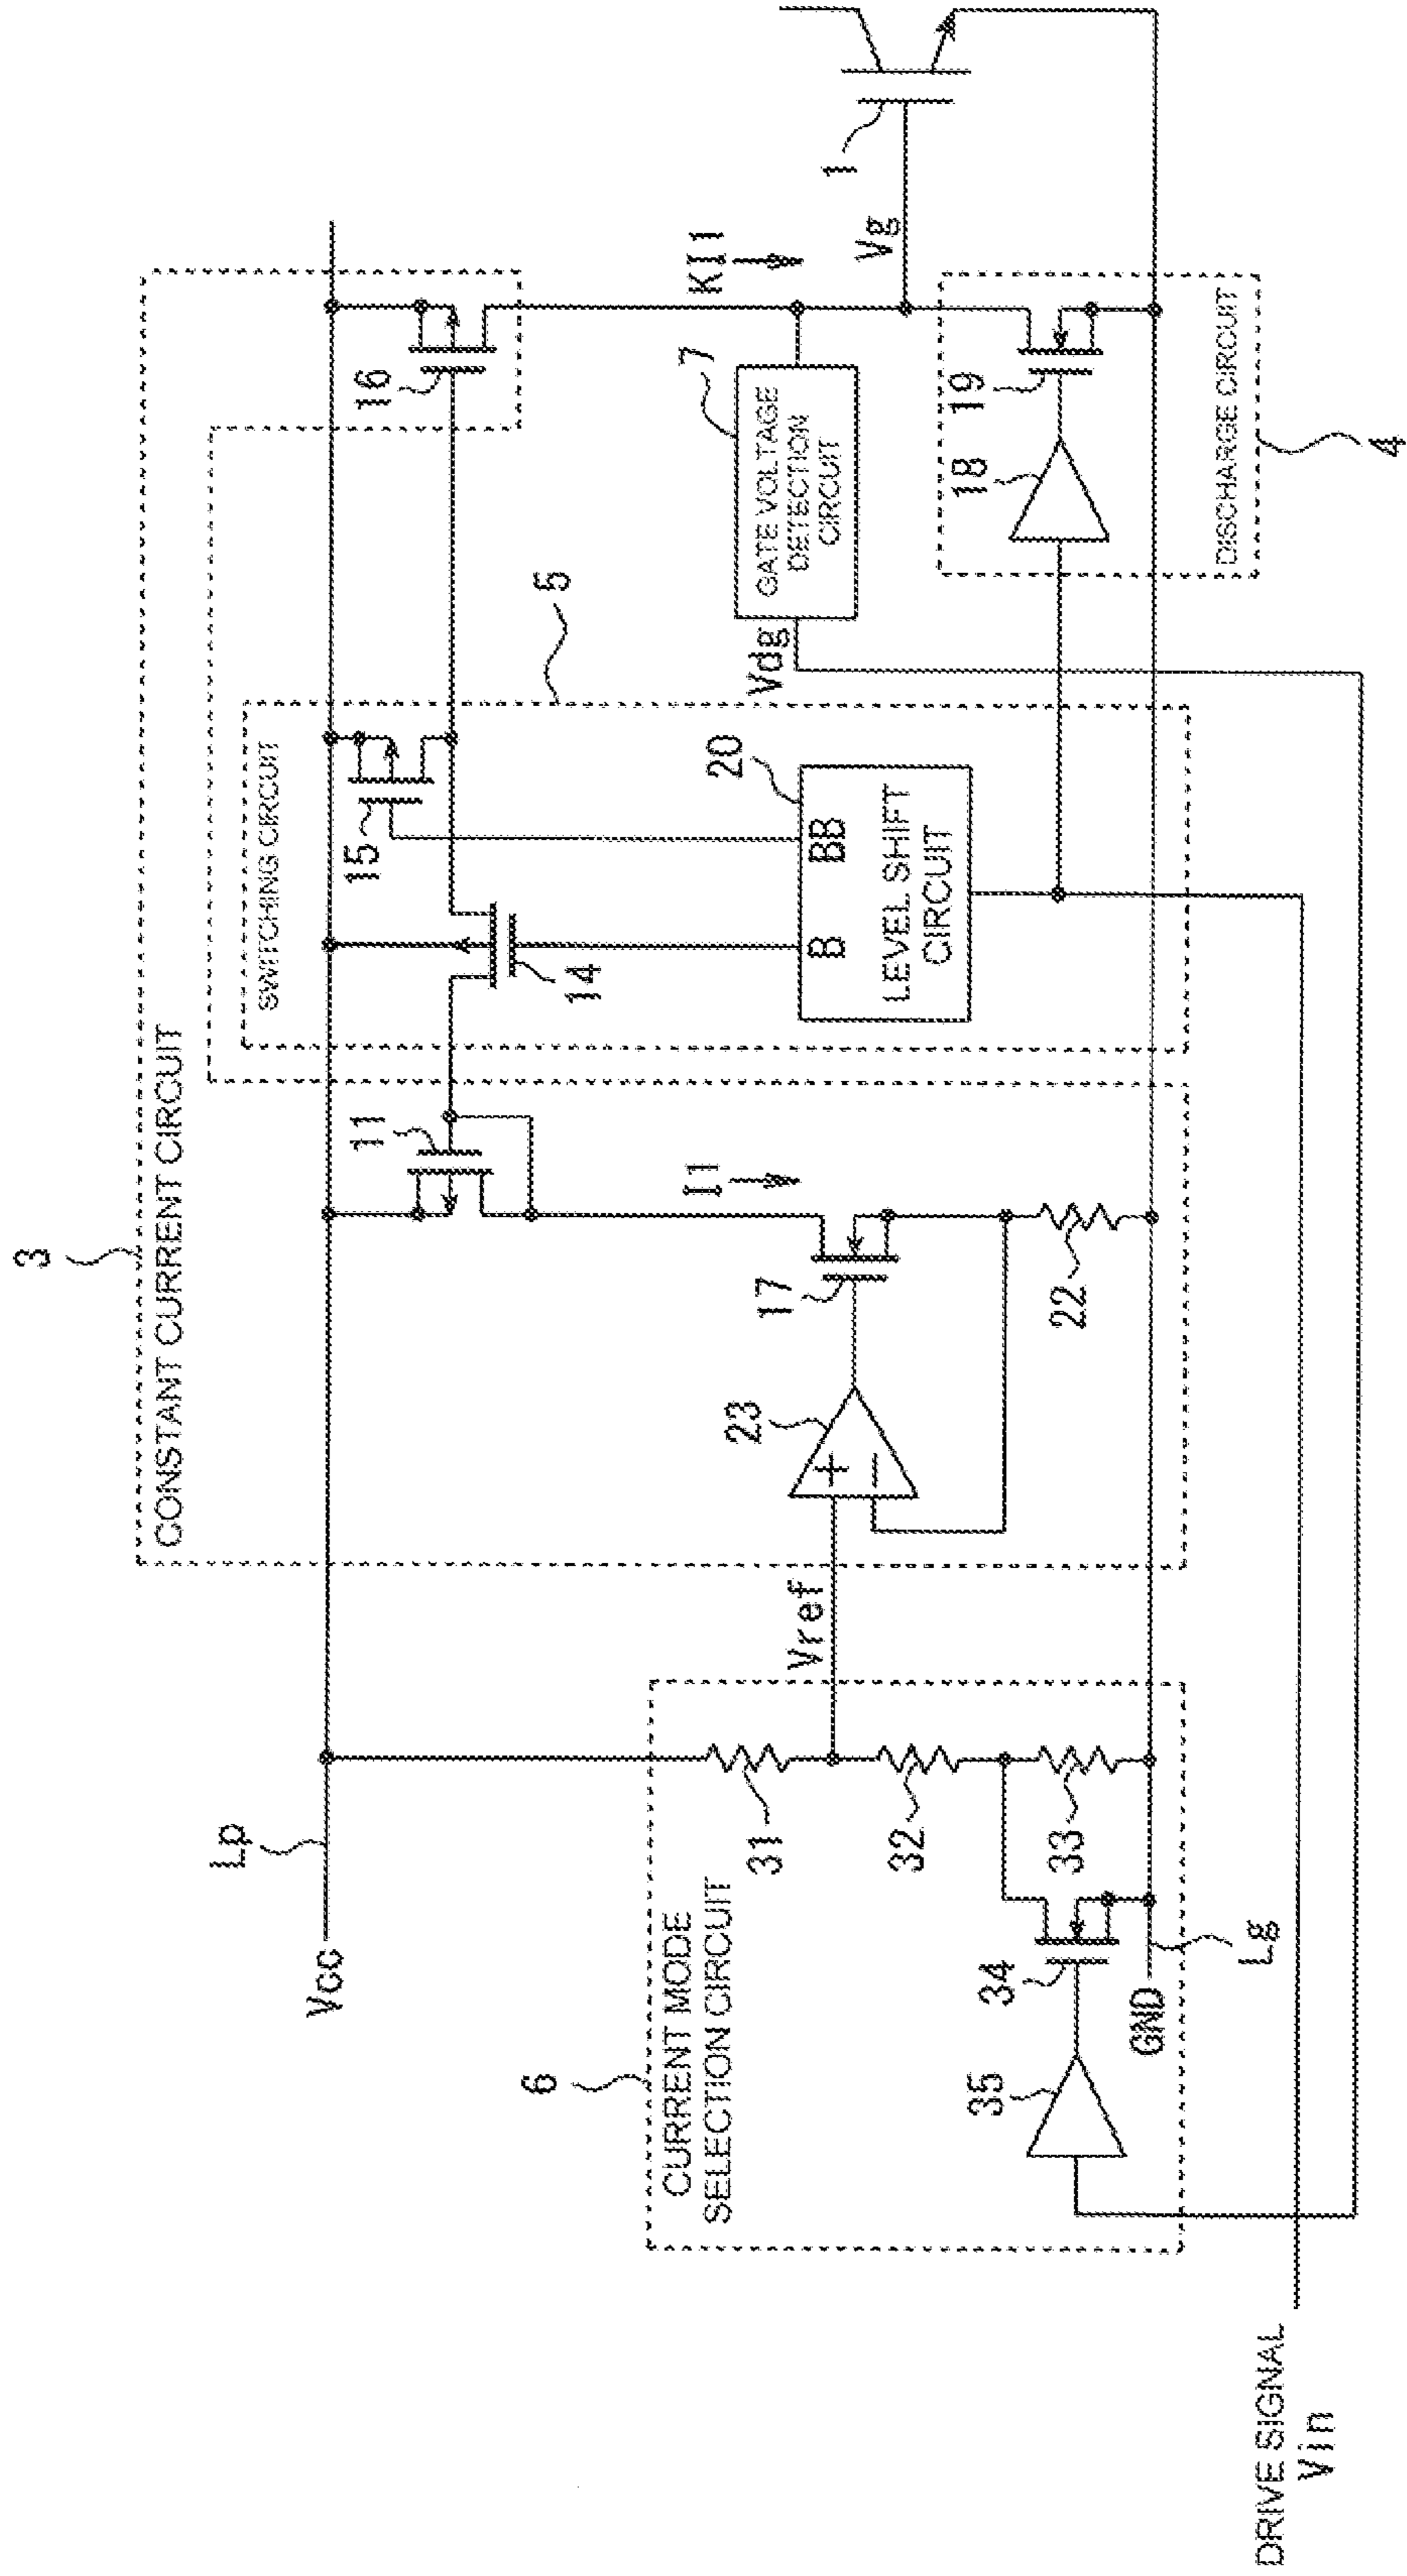 3
CONSTANT CURRENT CIRCUIT
SWITCHING CIRCUIT
5
Vcc
Lp
11
14
15
16
B
BB
20
LEVEL SHIFT
CIRCUIT
I1
KI1
17
23
22
Vref
7
GATE VOLTAGE
DETECTION
CIRCUIT
Vdg
Vg
1
18
19
DISCHARGE CIRCUIT
4
6
CURRENT MODE
SELECTION CIRCUIT
31
32
33
34
35
GND
Lg
DRIVE SIGNAL
Vin
+
−